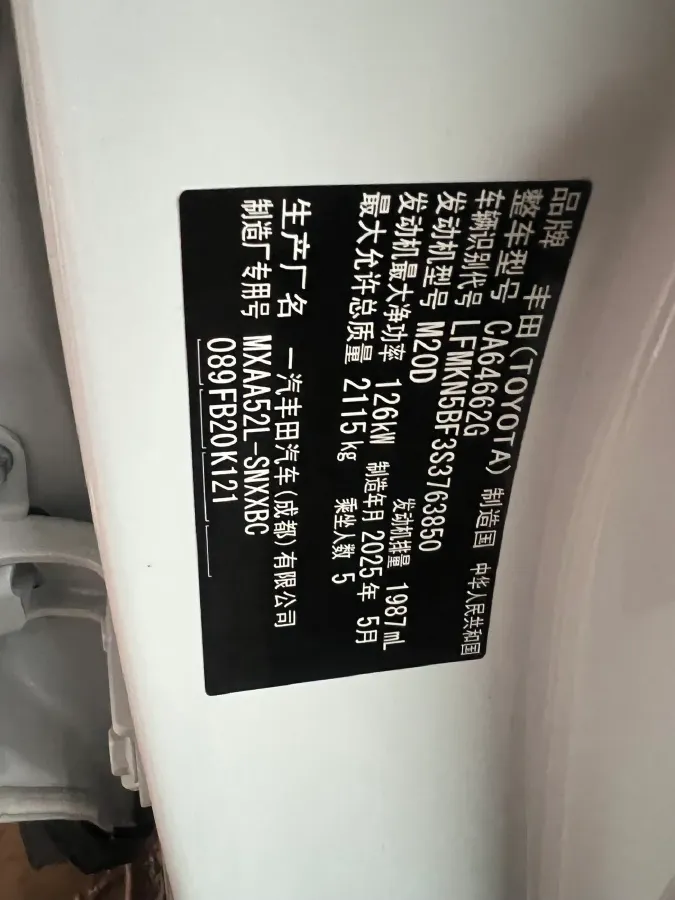 品牌 丰田(TOYOTA) 制造国 中华人民共和国
整车型号 CA64662G
车辆识别代号 LFMKN5BF3S3763850
发动机型号 M20D 发动机排量 1987 mL
发动机最大净功率 126kW 制造年月 2025年 5月
最大允许总质量 2115kg 乘坐人数 5
生产厂名 一汽丰田汽车(成都)有限公司
制造厂专用号 MXAA52L-SNXXBC
089FB20K121